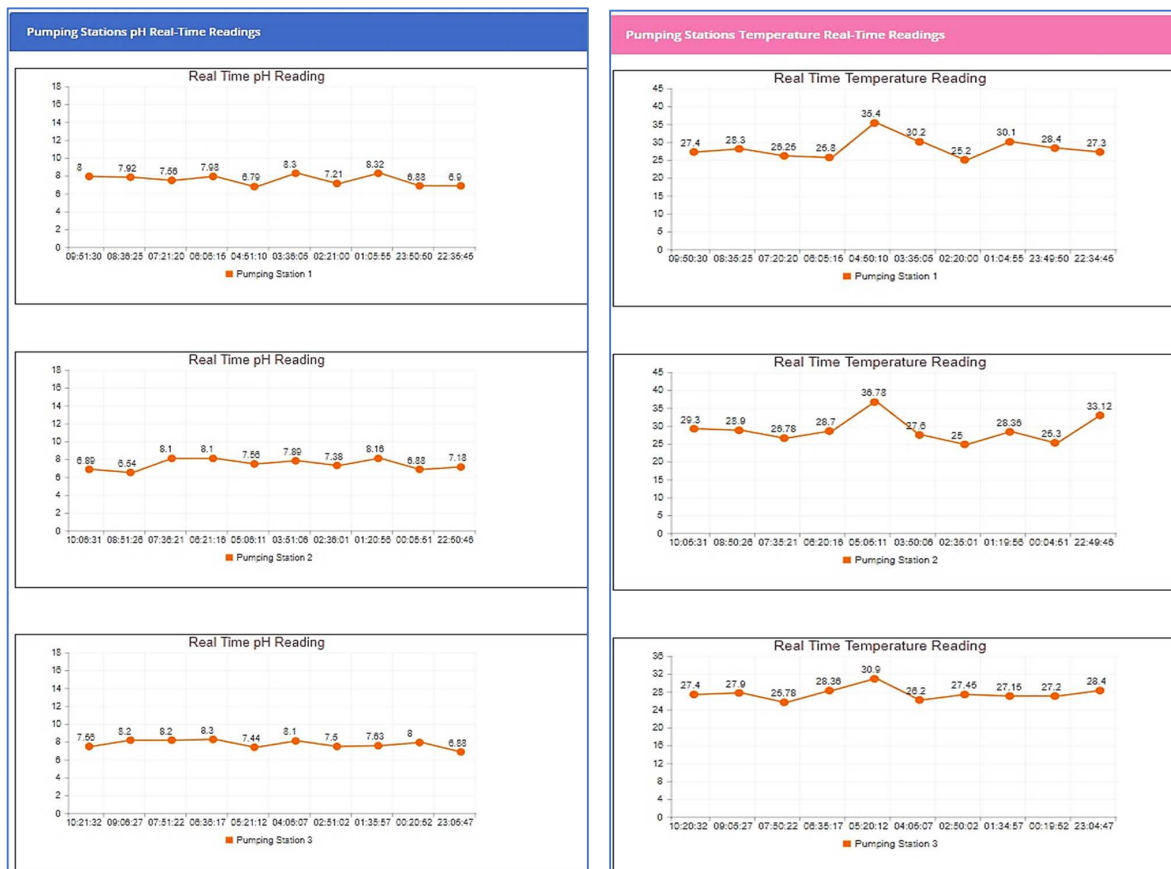 Pumping Stations pH Real-Time Readings
Real Time pH Reading
18
16
14
12
10
8
6
4
2
0
8 7.92 7.56 7.98 6.79 8.3 7.21 8.32 6.88 6.9
09:51:30 08:36:25 07:21:20 06:06:15 04:51:10 03:36:05 02:21:00 01:05:55 23:50:50 22:35:45
Pumping Station 1
Real Time pH Reading
18
16
14
12
10
8
6
4
2
0
6.89 6.54 8.1 8.1 7.56 7.89 7.38 8.16 6.88 7.18
10:06:31 08:51:26 07:36:21 06:21:16 05:06:11 03:51:06 02:36:01 01:20:56 00:05:51 22:50:46
Pumping Station 2
Real Time pH Reading
18
16
14
12
10
8
6
4
2
0
7.56 8.2 8.2 8.3 7.44 8.1 7.5 7.63 8 6.88
10:21:32 09:06:27 07:51:22 06:36:17 05:21:12 04:06:07 02:51:02 01:35:57 00:20:52 23:05:47
Pumping Station 3
Pumping Stations Temperature Real-Time Readings
Real Time Temperature Reading
45
40
35
30
25
20
15
10
5
0
27.4 28.3 26.25 25.8 35.4 30.2 25.2 30.1 28.4 27.3
09:50:30 08:35:25 07:20:20 06:05:15 04:50:10 03:35:05 02:20:00 01:04:55 23:49:50 22:34:45
Pumping Station 1
Real Time Temperature Reading
45
40
35
30
25
20
15
10
5
0
29.3 28.9 26.78 28.7 36.78 27.6 25 28.36 25.3 33.12
10:05:31 08:50:26 07:35:21 06:20:16 05:05:11 03:50:06 02:35:01 01:19:56 00:04:51 22:49:46
Pumping Station 2
Real Time Temperature Reading
36
32
28
24
20
16
12
8
4
0
27.4 27.9 25.78 28.36 30.9 26.2 27.45 27.15 27.2 28.4
10:20:32 09:05:27 07:50:22 06:35:17 05:20:12 04:05:07 02:50:02 01:34:57 00:19:52 23:04:47
Pumping Station 3